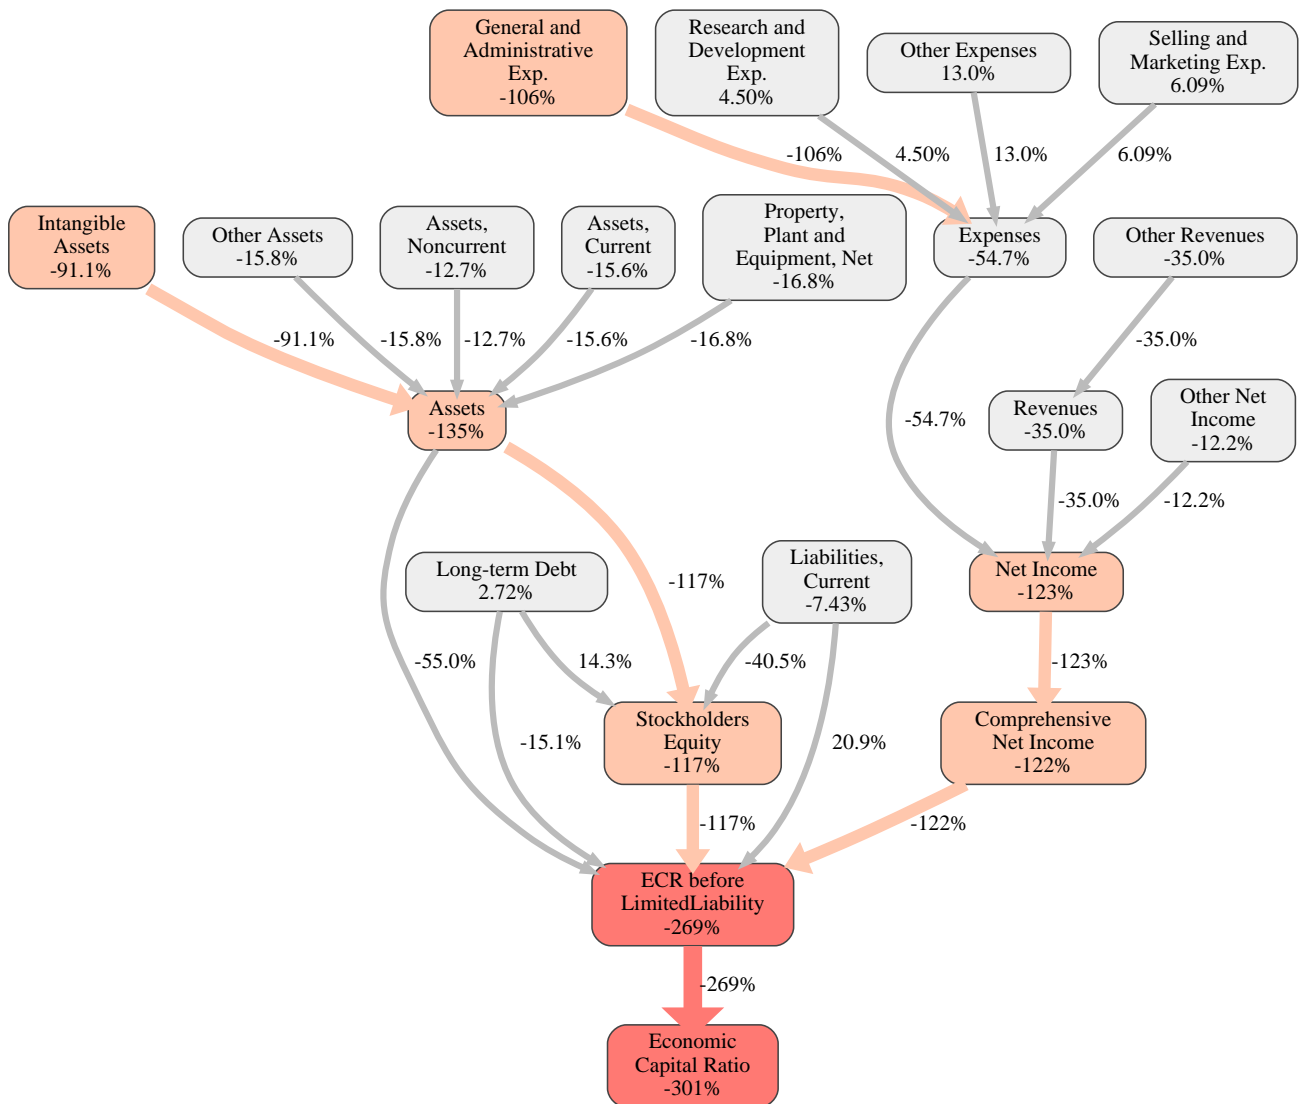 General and
Administrative
Exp.
-106%
Research and
Development
Exp.
4.50%
Other Expenses
13.0%
Selling and
Marketing Exp.
6.09%
-106%
4.50%
13.0%
6.09%
Intangible
Assets
-91.1%
Other Assets
-15.8%
Assets,
Noncurrent
-12.7%
Assets,
Current
-15.6%
Property,
Plant and
Equipment, Net
-16.8%
Expenses
-54.7%
Other Revenues
-35.0%
-91.1%
-15.8%
-12.7%
-15.6%
-16.8%
-35.0%
Assets
-135%
-54.7%
Revenues
-35.0%
Other Net
Income
-12.2%
-35.0%
-12.2%
Long-term Debt
2.72%
-117%
Liabilities,
Current
-7.43%
Net Income
-123%
-55.0%
14.3%
-40.5%
-123%
-15.1%
Stockholders
Equity
-117%
20.9%
Comprehensive
Net Income
-122%
-117%
-122%
ECR before
LimitedLiability
-269%
-269%
Economic
Capital Ratio
-301%